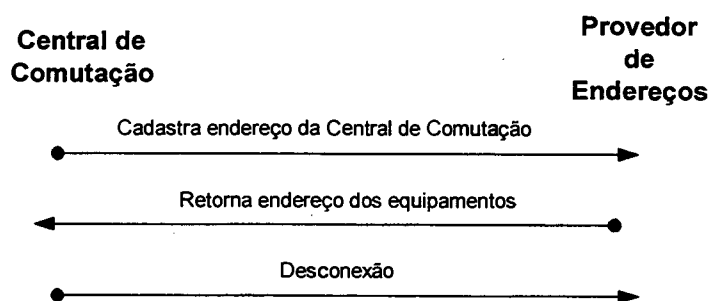 Central de
Comutação
Provedor
de
Endereços
Cadastra endereço da Central de Comutação
Retorna endereço dos equipamentos
Desconexão